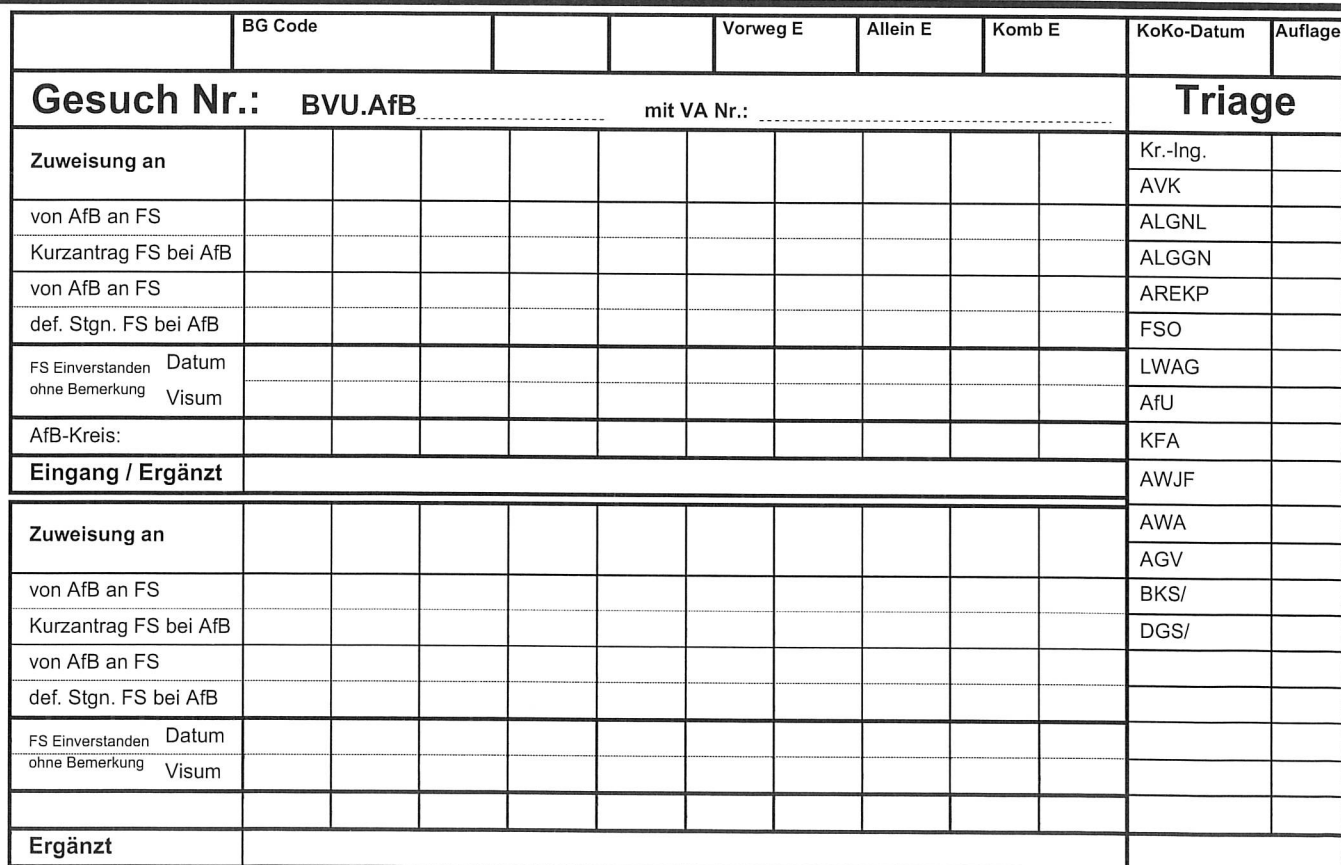 BG Code Vorweg E Allein E Komb E KoKo-Datum Auflage
Gesuch Nr.: BVU.AfB mit VA Nr.: Triage
Zuweisung an
von AfB an FS
Kurzantrag FS bei AfB
von AfB an FS
def. Stgn. FS bei AfB
FS Einverstanden Datum
ohne Bemerkung Visum
AfB-Kreis:
Eingang / Ergänzt
Zuweisung an
von AfB an FS
Kurzantrag FS bei AfB
von AfB an FS
def. Stgn. FS bei AfB
FS Einverstanden Datum
ohne Bemerkung Visum
Ergänzt
Kr.-Ing.
AVK
ALGNL
ALGGN
AREKP
FSO
LWAG
AfU
KFA
AWJF
AWA
AGV
BKS/
DGS/